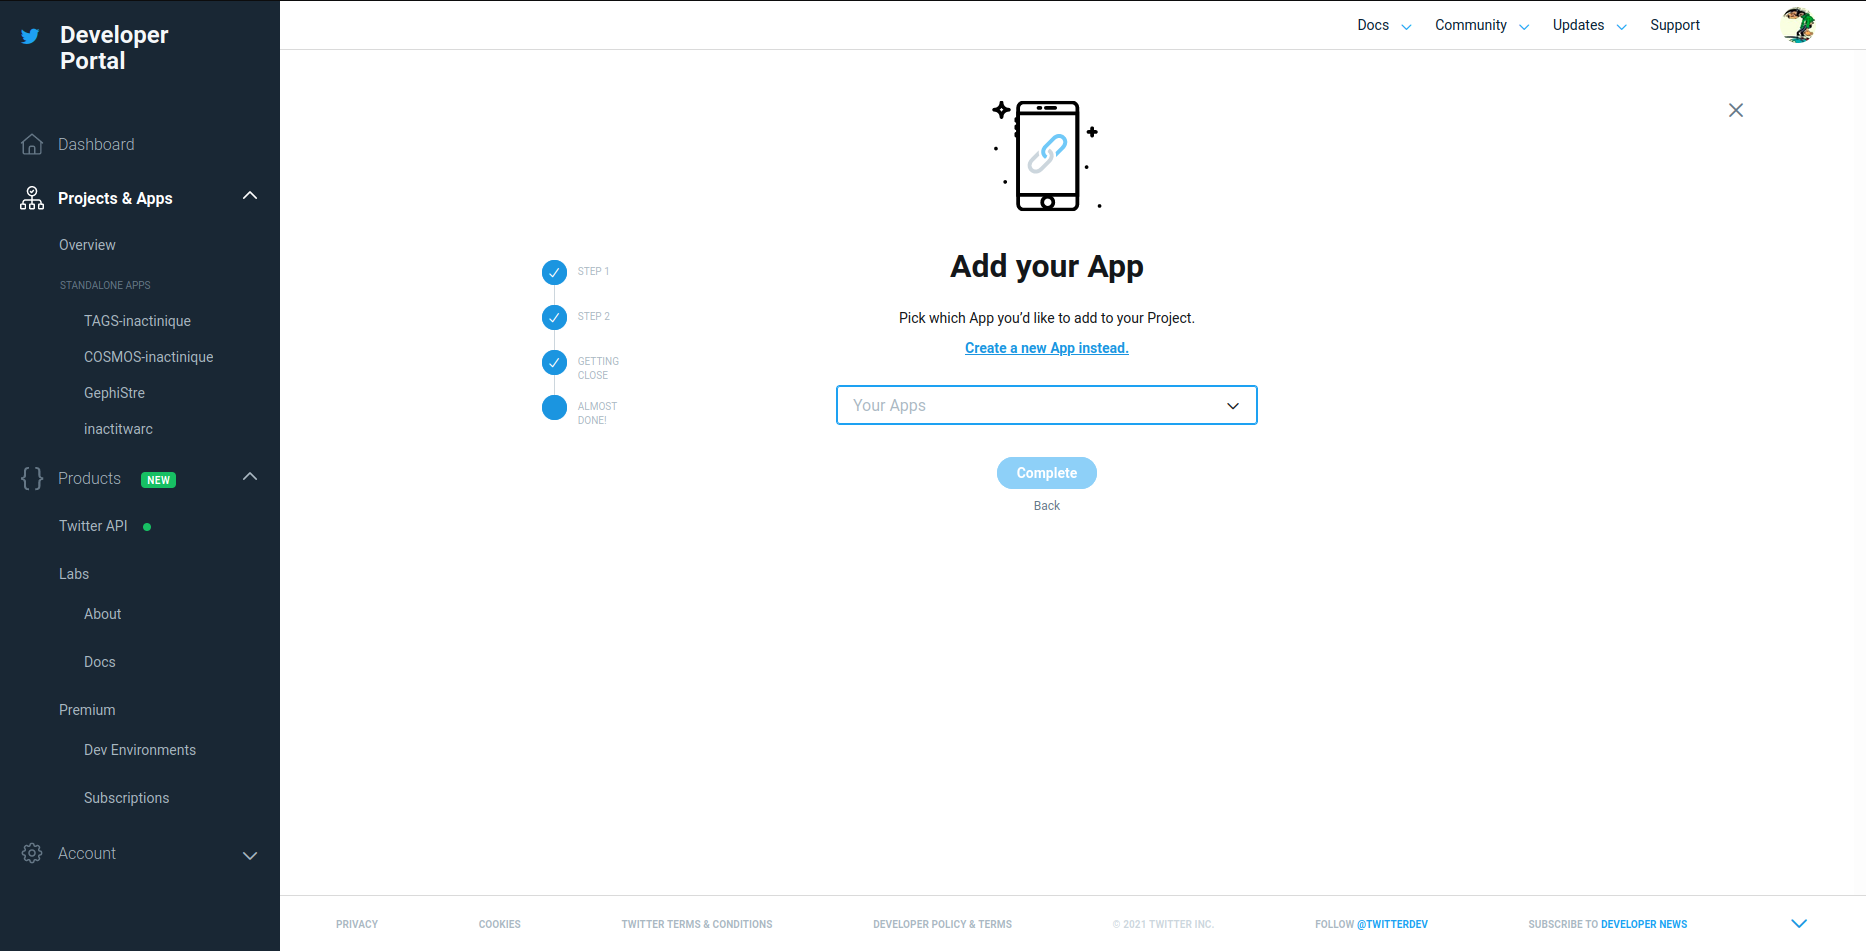 Developer
Portal
Docs
Community
Updates
Support
Dashboard
Projects & Apps
Overview
STANDALONE APPS
TAGS-inactinique
COSMOS-inactinique
GephiStre
inactitwarc
Products NEW
Twitter API
Labs
About
Docs
Premium
Dev Environments
Subscriptions
Account
STEP 1
STEP 2
GETTING
CLOSE
ALMOST
DONE!
Add your App
Pick which App you’d like to add to your Project.
Create a new App instead.
Your Apps
Complete
Back
PRIVACY
COOKIES
TWITTER TERMS & CONDITIONS
DEVELOPER POLICY & TERMS
© 2021 TWITTER INC.
FOLLOW @TWITTERDEV
SUBSCRIBE TO DEVELOPER NEWS